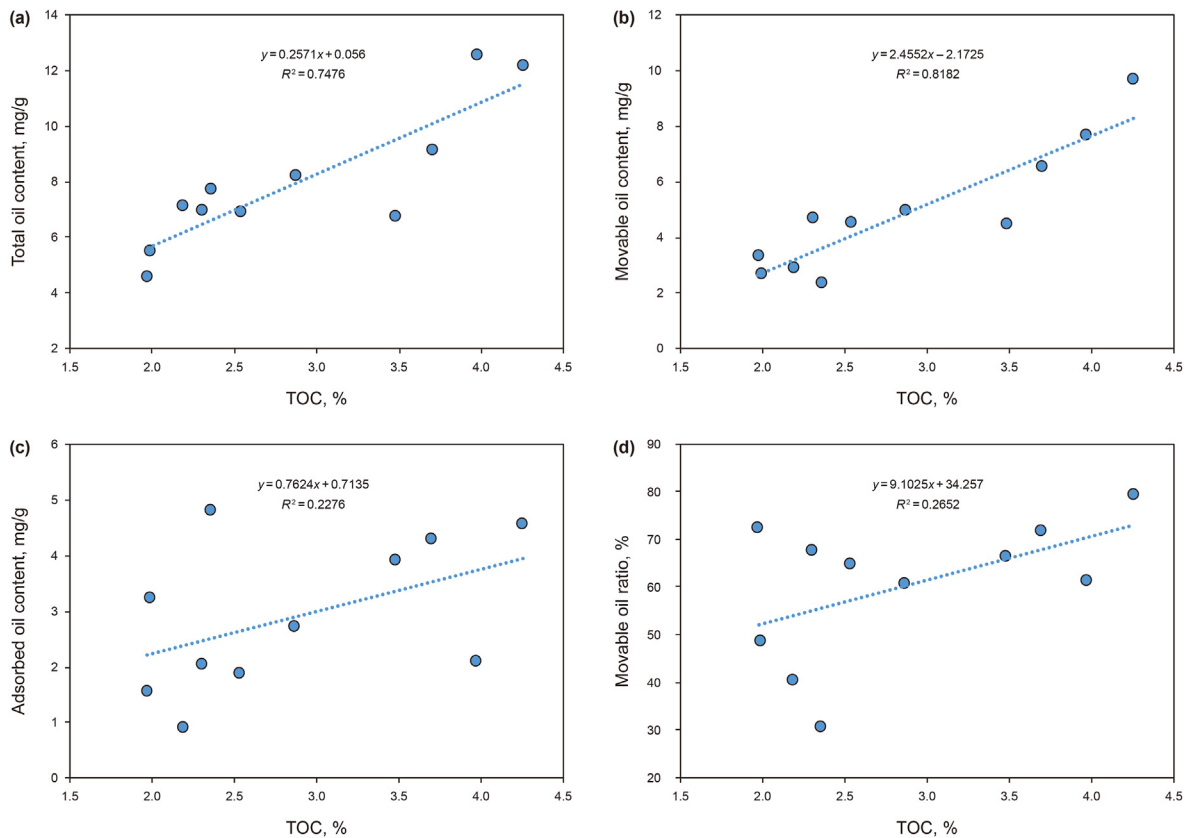 (a)
14
12
10
8
6
4
2
Total oil content, mg/g
y = 0.2571x + 0.056
R² = 0.7476
1.5 2.0 2.5 3.0 3.5 4.0 4.5
TOC, %
(b)
12
10
8
6
4
2
0
Movable oil content, mg/g
y = 2.4552x – 2.1725
R² = 0.8182
1.5 2.0 2.5 3.0 3.5 4.0 4.5
TOC, %
(c)
6
5
4
3
2
1
0
Adsorbed oil content, mg/g
y = 0.7624x + 0.7135
R² = 0.2276
1.5 2.0 2.5 3.0 3.5 4.0 4.5
TOC, %
(d)
90
80
70
60
50
40
30
20
Movable oil ratio, %
y = 9.1025x + 34.257
R² = 0.2652
1.5 2.0 2.5 3.0 3.5 4.0 4.5
TOC, %